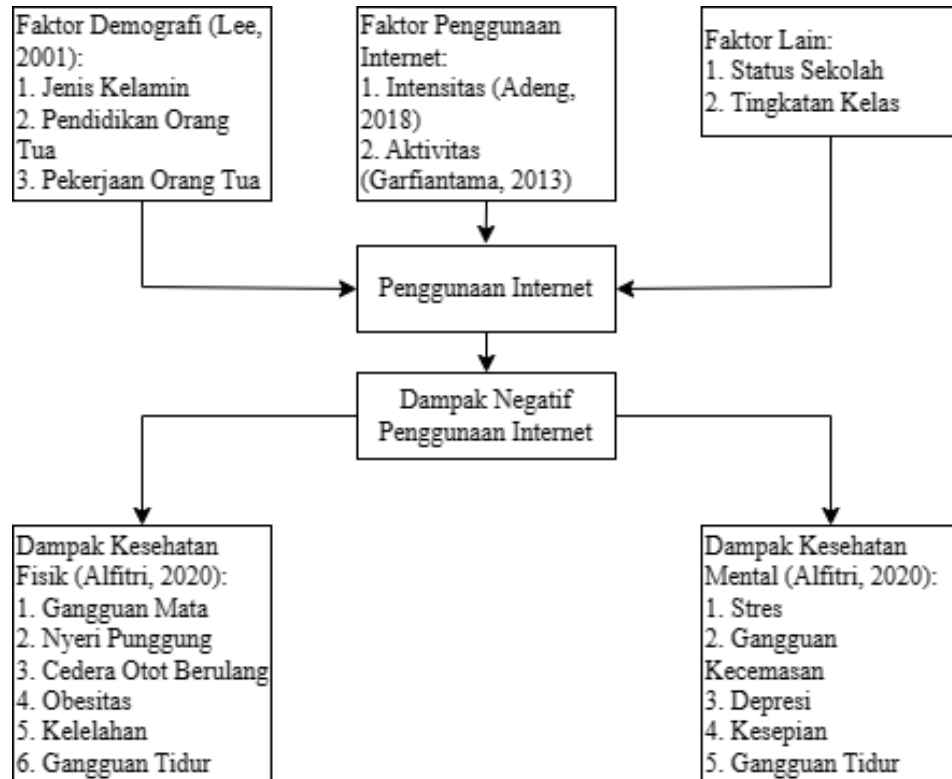 Faktor Demografi (Lee,
2001):
1. Jenis Kelamin
2. Pendidikan Orang
Tua
3. Pekerjaan Orang Tua
Faktor Penggunaan
Internet:
1. Intensitas (Adeng,
2018)
2. Aktivitas
(Garfiantama, 2013)
Faktor Lain:
1. Status Sekolah
2. Tingkatan Kelas
Penggunaan Internet
Dampak Negatif
Penggunaan Internet
Dampak Kesehatan
Fisik (Alfitri, 2020):
1. Gangguan Mata
2. Nyeri Punggung
3. Cedera Otot Berulang
4. Obesitas
5. Kelelahan
6. Gangguan Tidur
Dampak Kesehatan
Mental (Alfitri, 2020):
1. Stres
2. Gangguan
Kecemasan
3. Depresi
4. Kesepian
5. Gangguan Tidur